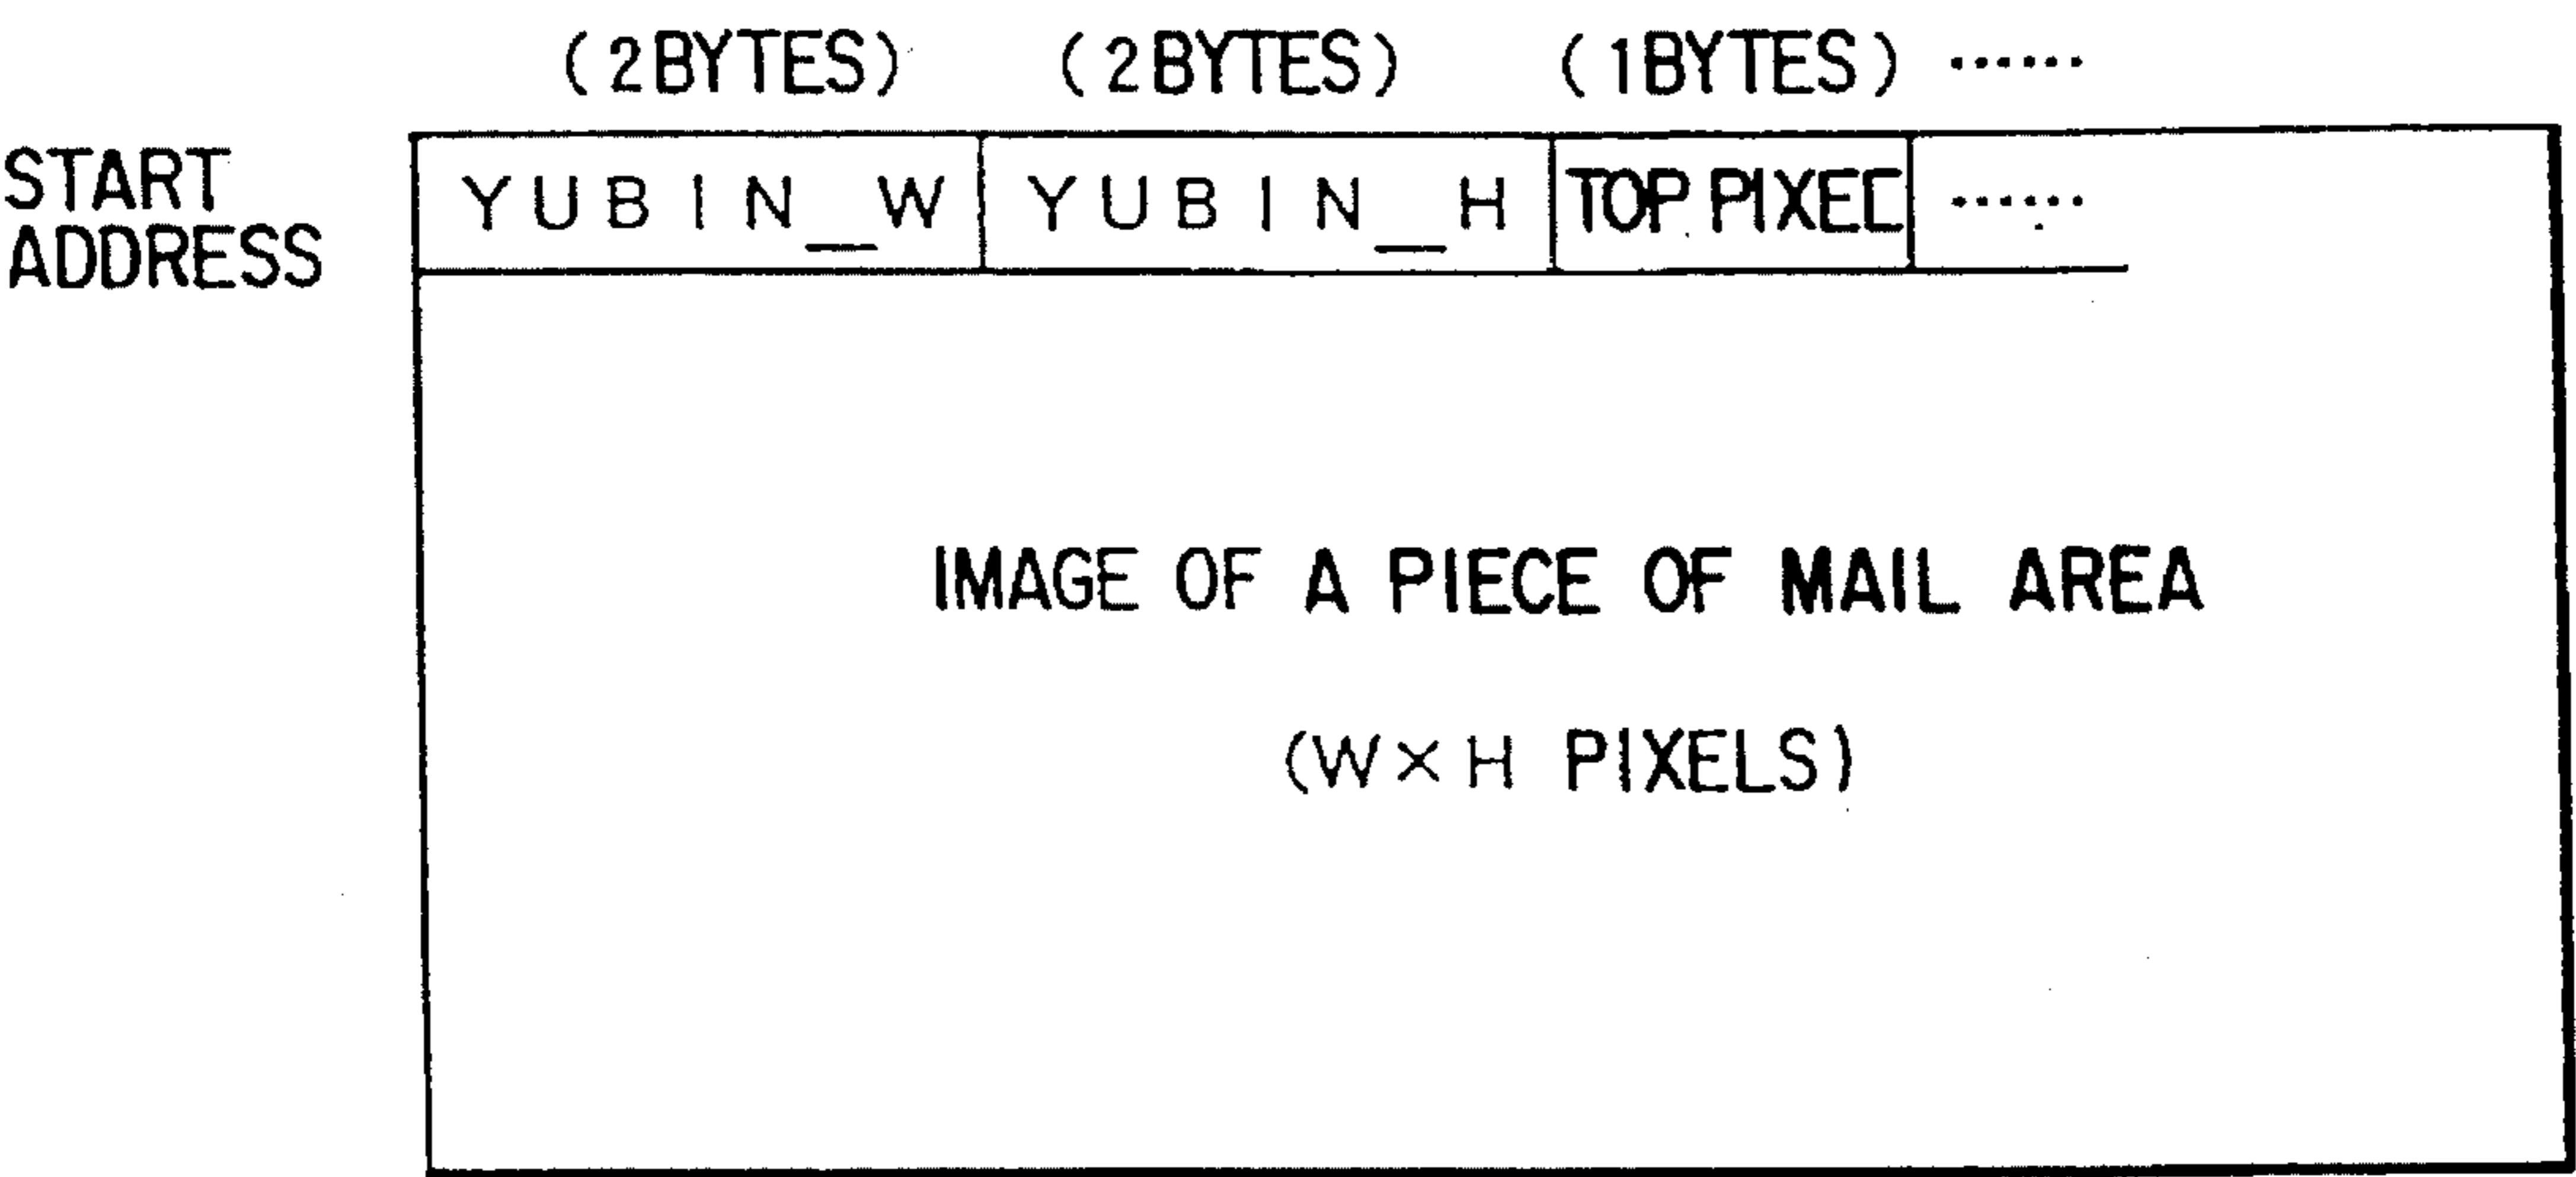 (2BYTES) (2BYTES) (1BYTES) ······
START
ADDRESS
YUBIN_W YUBIN_H TOP PIXEL ······
IMAGE OF A PIECE OF MAIL AREA
(W×H PIXELS)